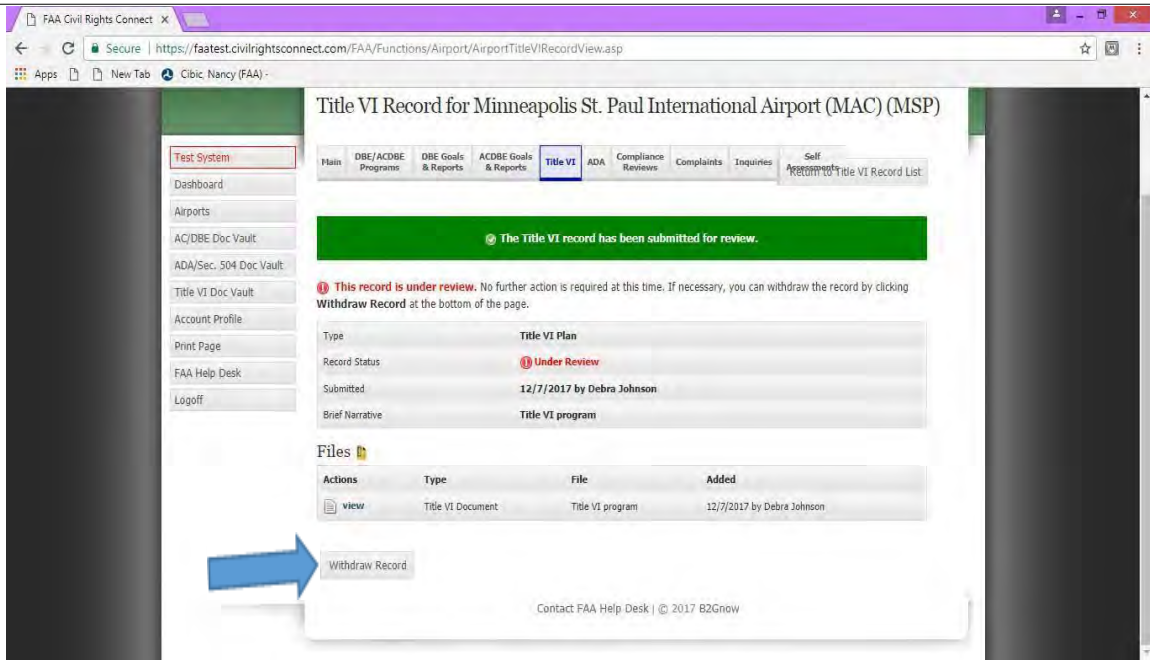 FAA Civil Rights Connect
Secure | https://faatest.civilrightsconnect.com/FAA/Functions/Airport/AirportTitleVIRecordView.asp
Apps New Tab Cibic, Nancy (FAA) -
Title VI Record for Minneapolis St. Paul International Airport (MAC) (MSP)
Test System
Dashboard
Airports
AC/DBE Doc Vault
ADA/Sec. 504 Doc Vault
Title VI Doc Vault
Account Profile
Print Page
FAA Help Desk
Logoff
Main
DBE/ACDBE
Programs
DBE Goals
& Reports
ACDBE Goals
& Reports
Title VI
ADA
Compliance
Reviews
Complaints
Inquiries
Self
Assessments
Return to Title VI Record List
The Title VI record has been submitted for review.
This record is under review. No further action is required at this time. If necessary, you can withdraw the record by clicking
Withdraw Record at the bottom of the page.
Type Title VI Plan
Record Status Under Review
Submitted 12/7/2017 by Debra Johnson
Brief Narrative Title VI program
Files
Actions Type File Added
view Title VI Document Title VI program 12/7/2017 by Debra Johnson
Withdraw Record
Contact FAA Help Desk | © 2017 B2Gnow